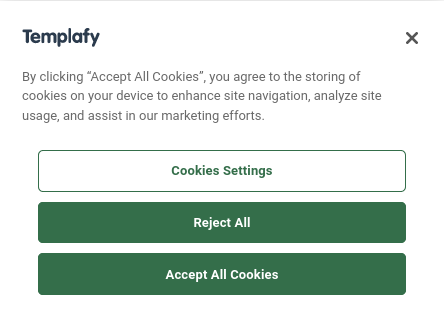 Templafy
By clicking “Accept All Cookies”, you agree to the storing of
cookies on your device to enhance site navigation, analyze site
usage, and assist in our marketing efforts.
Cookies Settings
Reject All
Accept All Cookies